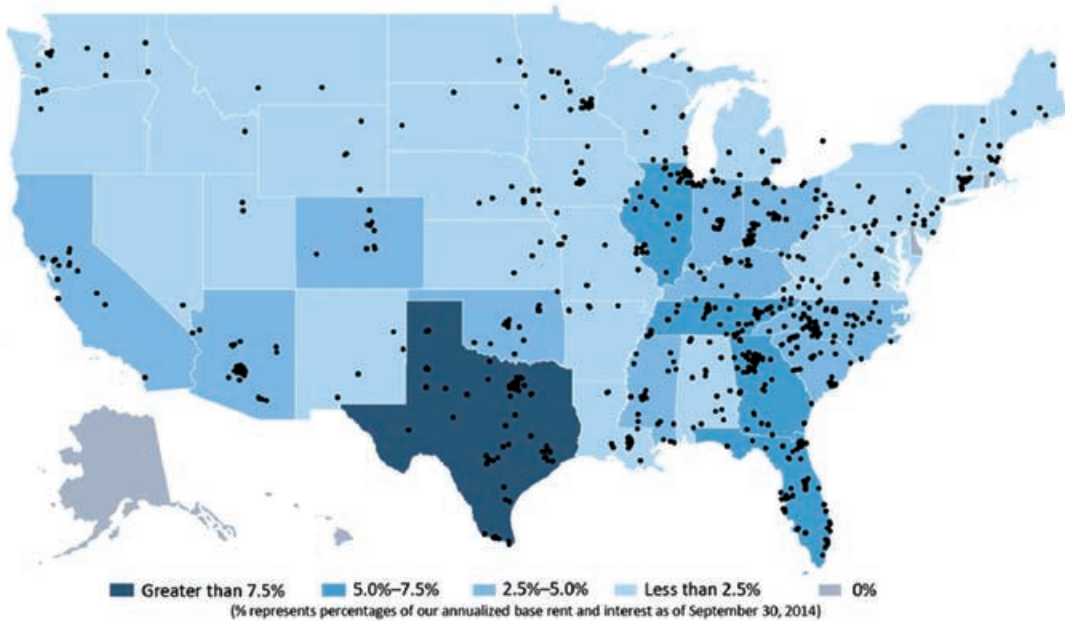 Greater than 7.5% 5.0%–7.5% 2.5%–5.0% Less than 2.5% 0%
(% represents percentages of our annualized base rent and interest as of September 30, 2014)